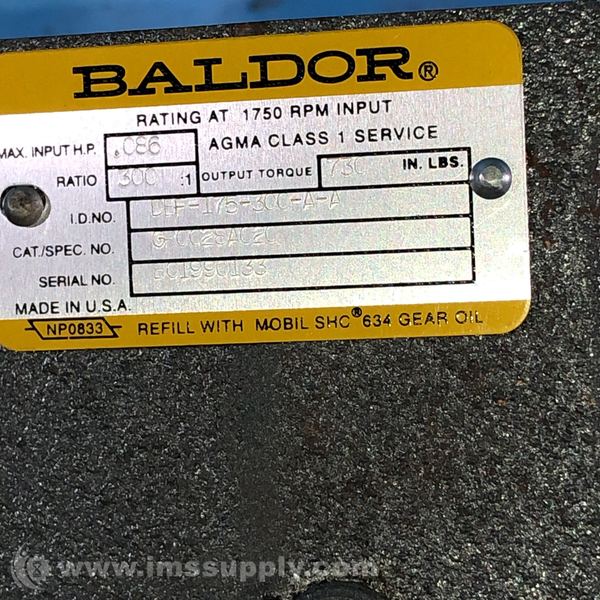 BALDOR®
RATING AT 1750 RPM INPUT
MAX. INPUT H.P. .086 AGMA CLASS 1 SERVICE
RATIO 300 :1 OUTPUT TORQUE 730 IN. LBS.
I.D.NO.
CAT./SPEC. NO.
SERIAL NO.
MADE IN U.S.A.
NP0833 REFILL WITH MOBIL SHC® 634 GEAR OIL
www.imssupply.com